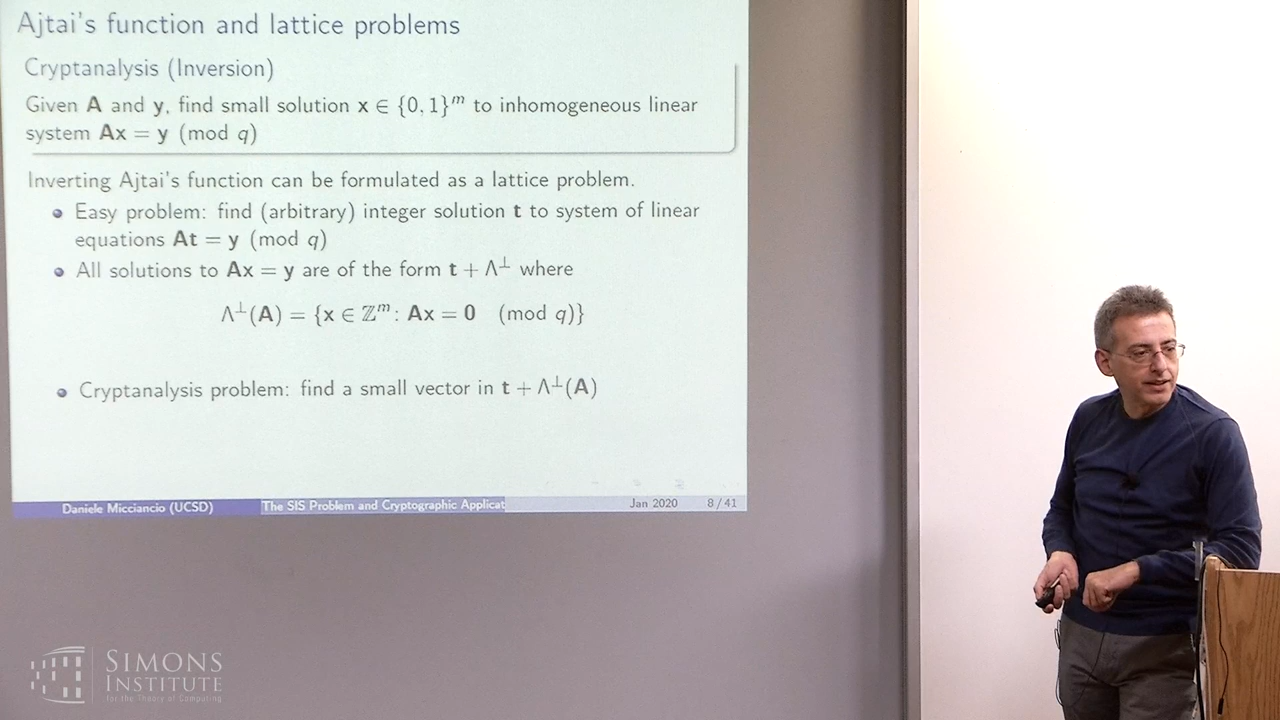 Ajtai's function and lattice problems
Cryptanalysis (Inversion)
Given A and y, find small solution x ∈ {0, 1}^m to inhomogeneous linear
system Ax = y (mod q)
Inverting Ajtai's function can be formulated as a lattice problem.
Easy problem: find (arbitrary) integer solution t to system of linear
equations At = y (mod q)
All solutions to Ax = y are of the form t + Λ^⊥ where
Λ^⊥(A) = {x ∈ ℤ^m : Ax = 0 (mod q)}
Cryptanalysis problem: find a small vector in t + Λ^⊥(A)
Daniele Micciancio (UCSD) The SIS Problem and Cryptographic Applicat Jan 2020 8 / 41
SIMONS
INSTITUTE
for the Theory of Computing